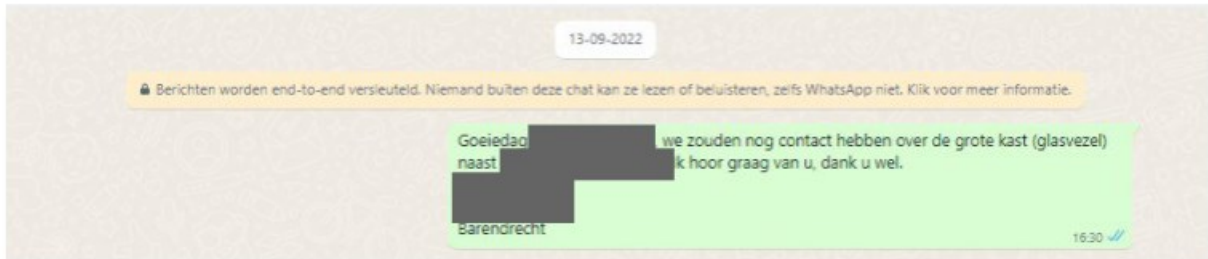 13-09-2022
Berichten worden end-to-end versleuteld. Niemand buiten deze chat kan ze lezen of beluisteren, zelfs WhatsApp niet. Klik voor meer informatie.
Goeiedag we zouden nog contact hebben over de grote kast (glasvezel)
naast k hoor graag van u, dank u wel.
Barendrecht
16:30